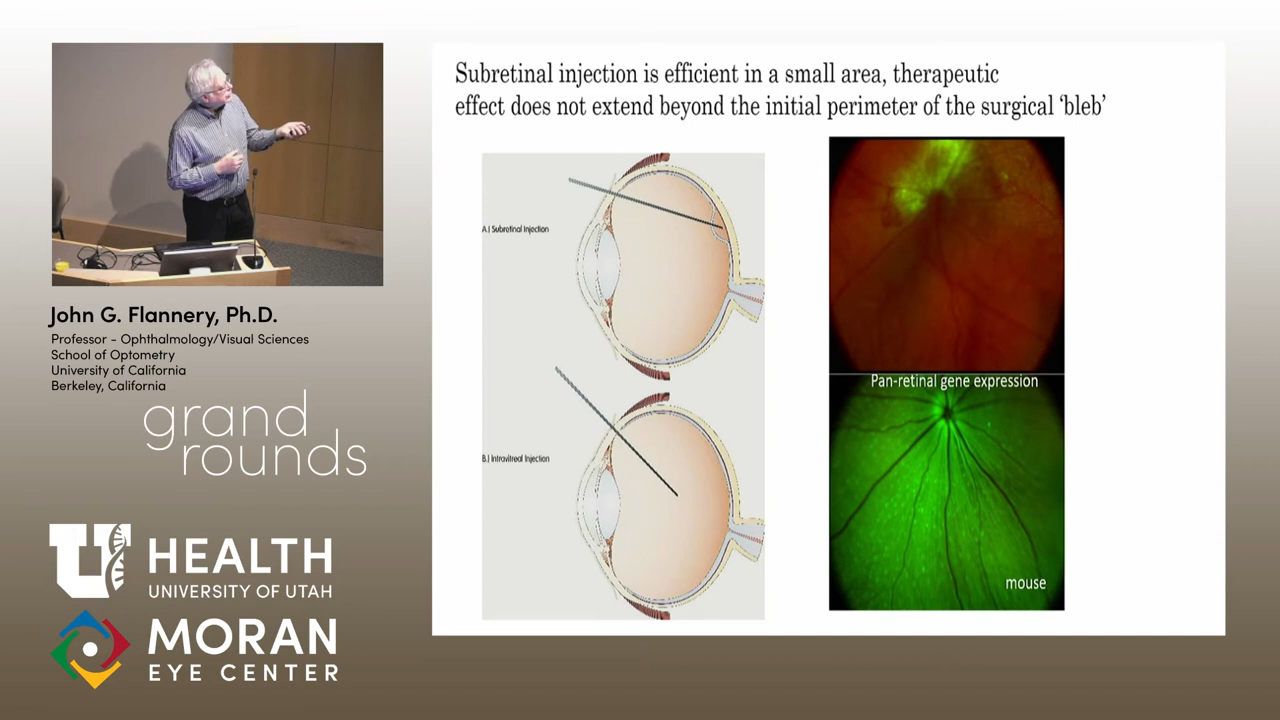 Subretinal injection is efficient in a small area, therapeutic
effect does not extend beyond the initial perimeter of the surgical ‘bleb’
A.) Subretinal Injection
B.) Intravitreal Injection
Pan-retinal gene expression
mouse
John G. Flannery, Ph.D.
Professor - Ophthalmology/Visual Sciences
School of Optometry
University of California
Berkeley, California
grand
rounds
U HEALTH
UNIVERSITY OF UTAH
MORAN
EYE CENTER